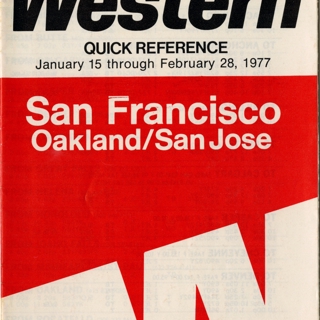 Western
QUICK REFERENCE
January 15 through February 28, 1977
San Francisco
Oakland/San Jose